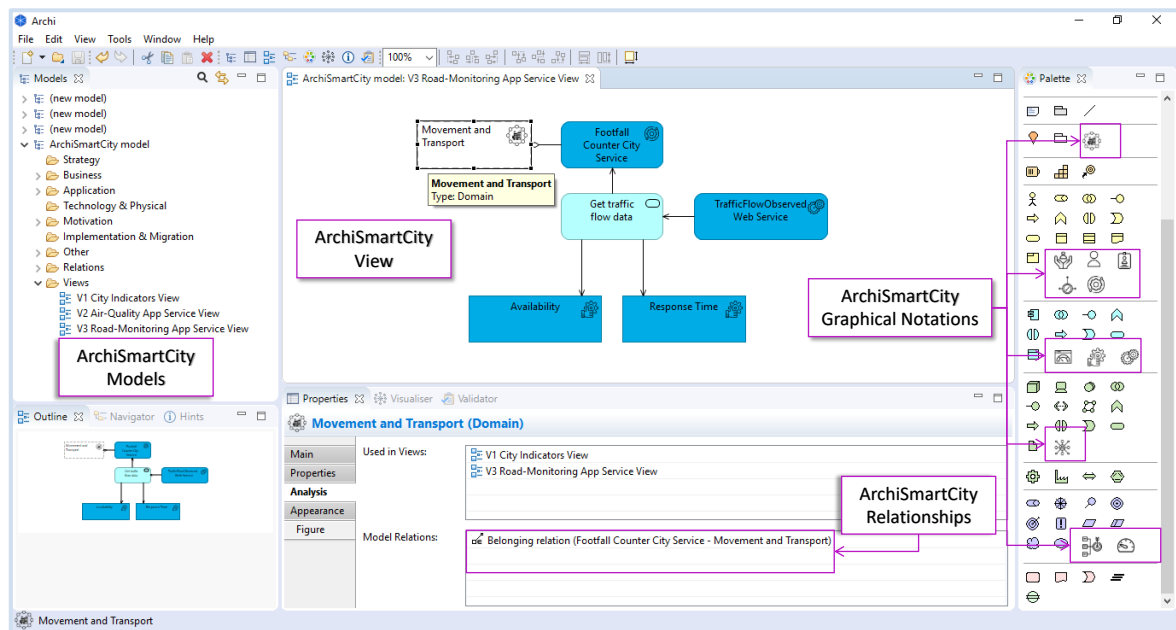 Archi
File Edit View Tools Window Help
100%
Models
(new model)
(new model)
(new model)
ArchiSmartCity model
Strategy
Business
Application
Technology & Physical
Motivation
Implementation & Migration
Other
Relations
Views
V1 City Indicators View
V2 Air-Quality App Service View
V3 Road-Monitoring App Service View
ArchiSmartCity
Models
Outline Navigator Hints
ArchiSmartCity model: V3 Road-Monitoring App Service View
Movement and
Transport
Footfall
Counter City
Service
Movement and Transport
Type: Domain
Get traffic
flow data
TrafficFlowObserved
Web Service
ArchiSmartCity
View
Availability
Response Time
ArchiSmartCity
Graphical Notations
Properties Visualiser Validator
Movement and Transport (Domain)
Main
Properties
Analysis
Appearance
Figure
Used in Views:
V1 City Indicators View
V3 Road-Monitoring App Service View
Model Relations:
Belonging relation (Footfall Counter City Service - Movement and Transport)
ArchiSmartCity
Relationships
Palette
Movement and Transport